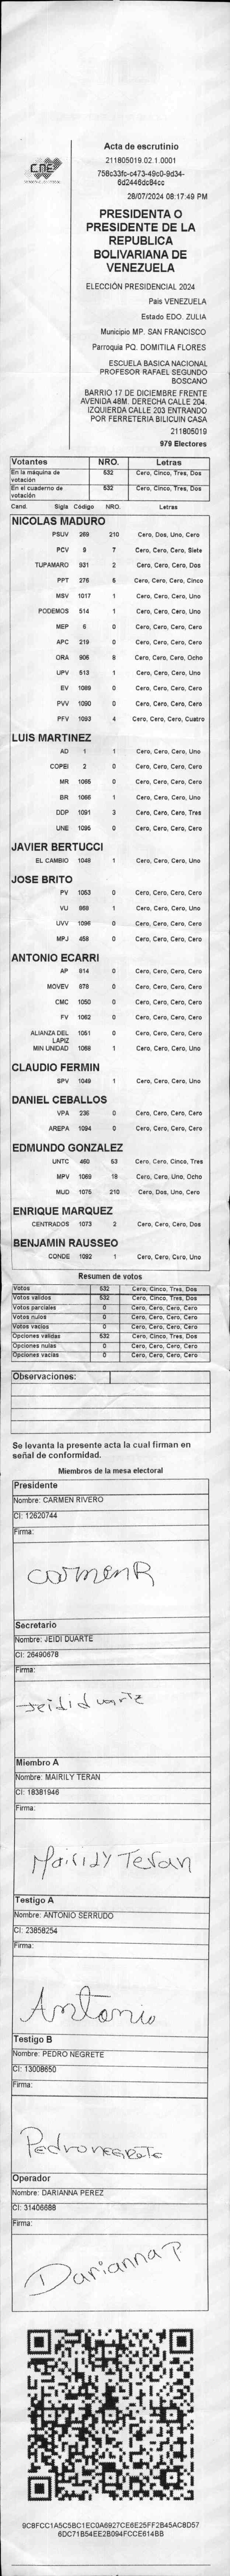 CNE
Acta de escrutinio
211805019.02.1.0001
758c33fc-c473-49c0-9d34-
6d2446dc84cc
28/07/2024 08:17:49 PM
PRESIDENTA O
PRESIDENTE DE LA
REPUBLICA
BOLIVARIANA DE
VENEZUELA
ELECCIÓN PRESIDENCIAL 2024
Pais VENEZUELA
Estado EDO. ZULIA
Municipio MP. SAN FRANCISCO
Parroquia PQ. DOMITILA FLORES
ESCUELA BASICA NACIONAL
PROFESOR RAFAEL SEGUNDO
BOSCANO
BARRIO 17 DE DICIEMBRE FRENTE
AVENIDA 48M. DERECHA CALLE 204.
IZQUIERDA CALLE 203 ENTRANDO
POR FERRETERIA BILICUIN CASA
211805019
979 Electores
Votantes NRO. Letras
En la máquina de votación 532 Cero, Cinco, Tres, Dos
En el cuaderno de votación 532 Cero, Cinco, Tres, Dos
Cand. Sigla Código NRO. Letras
NICOLAS MADURO
PSUV 269 210 Cero, Dos, Uno, Cero
PCV 9 7 Cero, Cero, Cero, Siete
TUPAMARO 931 2 Cero, Cero, Cero, Dos
PPT 276 5 Cero, Cero, Cero, Cinco
MSV 1017 1 Cero, Cero, Cero, Uno
PODEMOS 514 1 Cero, Cero, Cero, Uno
MEP 6 0 Cero, Cero, Cero, Cero
APC 219 0 Cero, Cero, Cero, Cero
ORA 906 8 Cero, Cero, Cero, Ocho
UPV 513 1 Cero, Cero, Cero, Uno
EV 1089 0 Cero, Cero, Cero, Cero
PVV 1090 0 Cero, Cero, Cero, Cero
PFV 1093 4 Cero, Cero, Cero, Cuatro
LUIS MARTINEZ
AD 1 1 Cero, Cero, Cero, Uno
COPEI 2 0 Cero, Cero, Cero, Cero
MR 1065 0 Cero, Cero, Cero, Cero
BR 1066 1 Cero, Cero, Cero, Uno
DDP 1091 3 Cero, Cero, Cero, Tres
UNE 1095 0 Cero, Cero, Cero, Cero
JAVIER BERTUCCI
EL CAMBIO 1048 1 Cero, Cero, Cero, Uno
JOSE BRITO
PV 1053 0 Cero, Cero, Cero, Cero
VU 868 1 Cero, Cero, Cero, Uno
UVV 1096 0 Cero, Cero, Cero, Cero
MPJ 458 0 Cero, Cero, Cero, Cero
ANTONIO ECARRI
AP 814 0 Cero, Cero, Cero, Cero
MOVEV 678 0 Cero, Cero, Cero, Cero
CMC 1050 0 Cero, Cero, Cero, Cero
FV 1062 0 Cero, Cero, Cero, Cero
ALIANZA DEL LAPIZ 1051 0 Cero, Cero, Cero, Cero
MIN UNIDAD 1068 1 Cero, Cero, Cero, Uno
CLAUDIO FERMIN
SPV 1049 1 Cero, Cero, Cero, Uno
DANIEL CEBALLOS
VPA 236 0 Cero, Cero, Cero, Cero
AREPA 1094 0 Cero, Cero, Cero, Cero
EDMUNDO GONZALEZ
UNTC 460 53 Cero, Cero, Cinco, Tres
MPV 1069 18 Cero, Cero, Uno, Ocho
MUD 1075 210 Cero, Dos, Uno, Cero
ENRIQUE MARQUEZ
CENTRADOS 1073 2 Cero, Cero, Cero, Dos
BENJAMIN RAUSSEO
CONDE 1092 1 Cero, Cero, Cero, Uno
Resumen de votos
Votos 532 Cero, Cinco, Tres, Dos
Votos válidos 532 Cero, Cinco, Tres, Dos
Votos parciales 0 Cero, Cero, Cero, Cero
Votos nulos 0 Cero, Cero, Cero, Cero
Votos vacíos 0 Cero, Cero, Cero, Cero
Opciones válidas 532 Cero, Cinco, Tres, Dos
Opciones nulas 0 Cero, Cero, Cero, Cero
Opciones vacías 0 Cero, Cero, Cero, Cero
Observaciones:
Se levanta la presente acta la cual firman en
señal de conformidad.
Miembros de la mesa electoral
Presidente
Nombre: CARMEN RIVERO
CI: 12620744
Firma:
CarmenR
Secretario
Nombre: JEIDI DUARTE
CI: 26490678
Firma:
Jeidi duarte
Miembro A
Nombre: MAIRILY TERAN
CI: 18381946
Firma:
Mairily Teran
Testigo A
Nombre: ANTONIO SERRUDO
CI: 23858254
Firma:
Antonio
Testigo B
Nombre: PEDRO NEGRETE
CI: 13008650
Firma:
Pedro negrete
Operador
Nombre: DARIANNA PEREZ
CI: 31406688
Firma:
Darianna P
9CBFCC1A5C5BC1EC0A6927CE6E25FF2B45AC8D57
6DC71B54EE2B094FCCE614BB